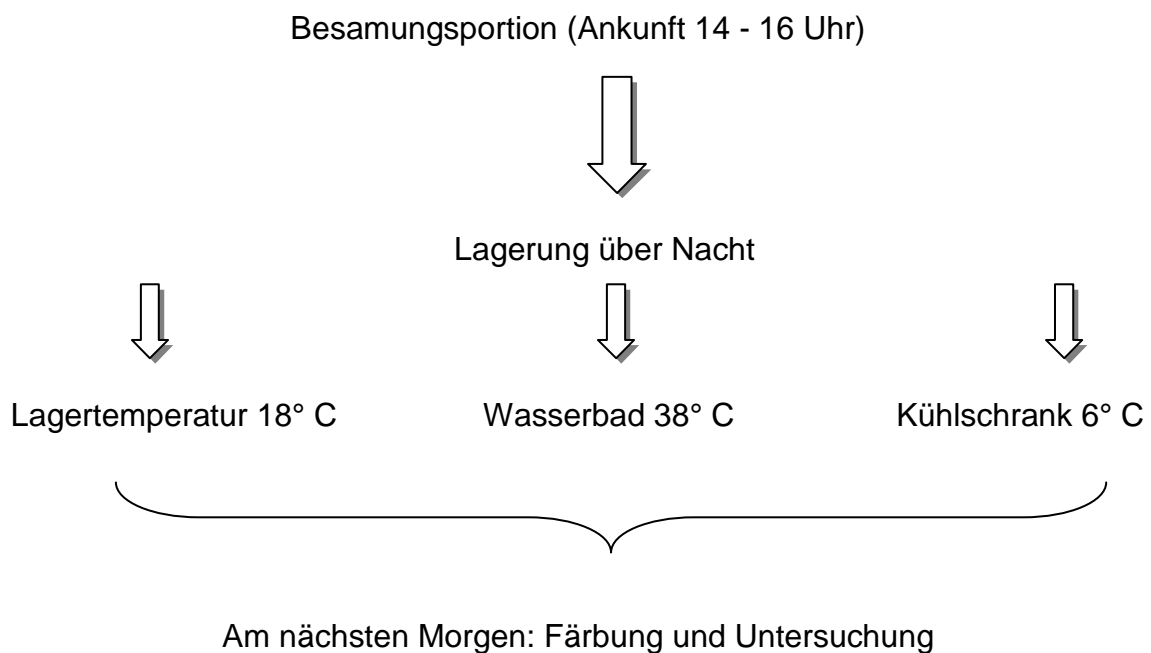 Besamungsportion (Ankunft 14 - 16 Uhr)
Lagerung über Nacht
Lagertemperatur 18° C
Wasserbad 38° C
Kühlschrank 6° C
Am nächsten Morgen: Färbung und Untersuchung